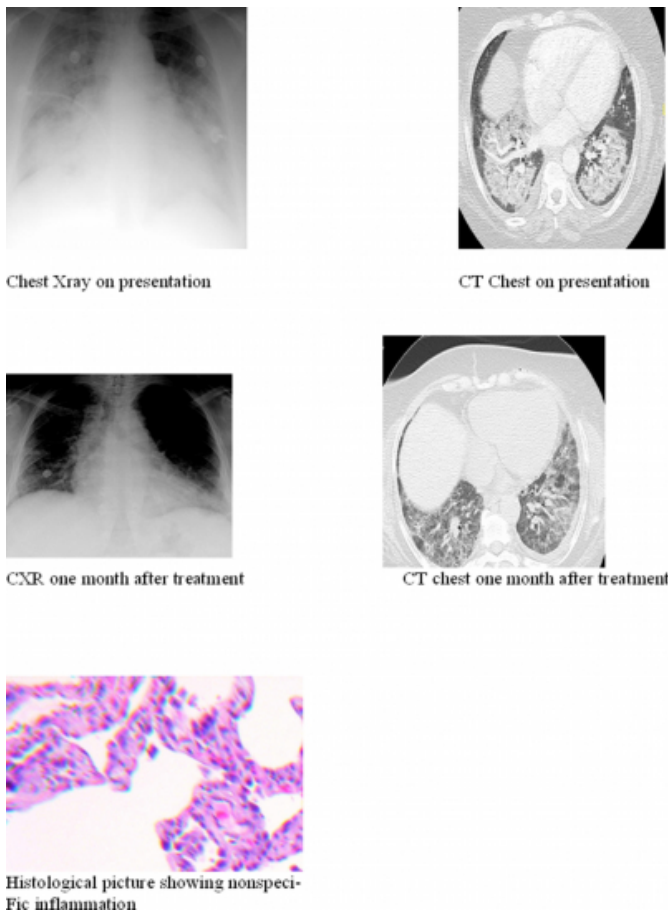 Chest Xray on presentation
CT Chest on presentation
CXR one month after treatment
CT chest one month after treatment
Histological picture showing nonspeci-
Fic inflammation